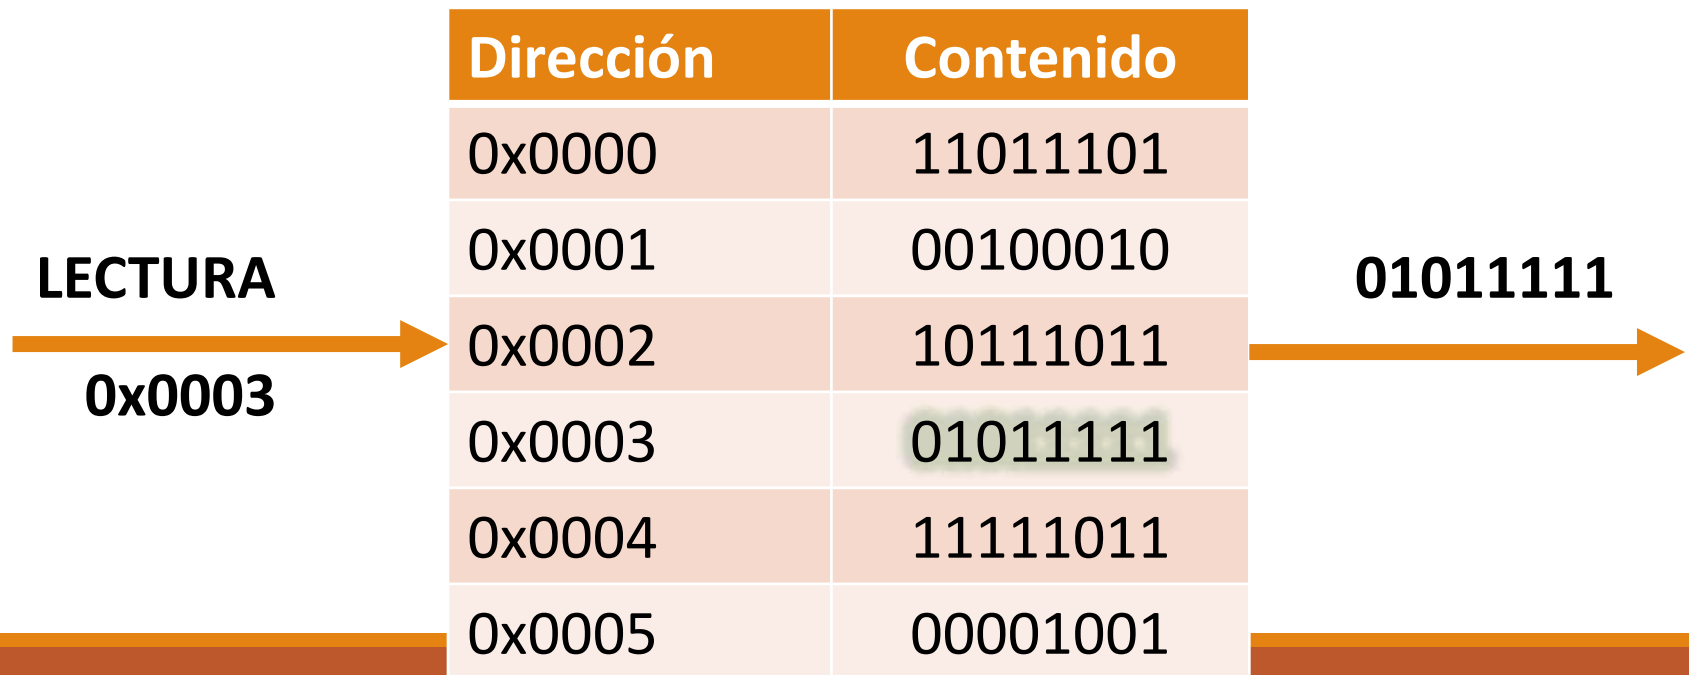 Dirección Contenido
0x0000 11011101
0x0001 00100010
LECTURA
01011111
0x0002 10111011
0x0003
0x0003 01011111
0x0004 11111011
0x0005 00001001